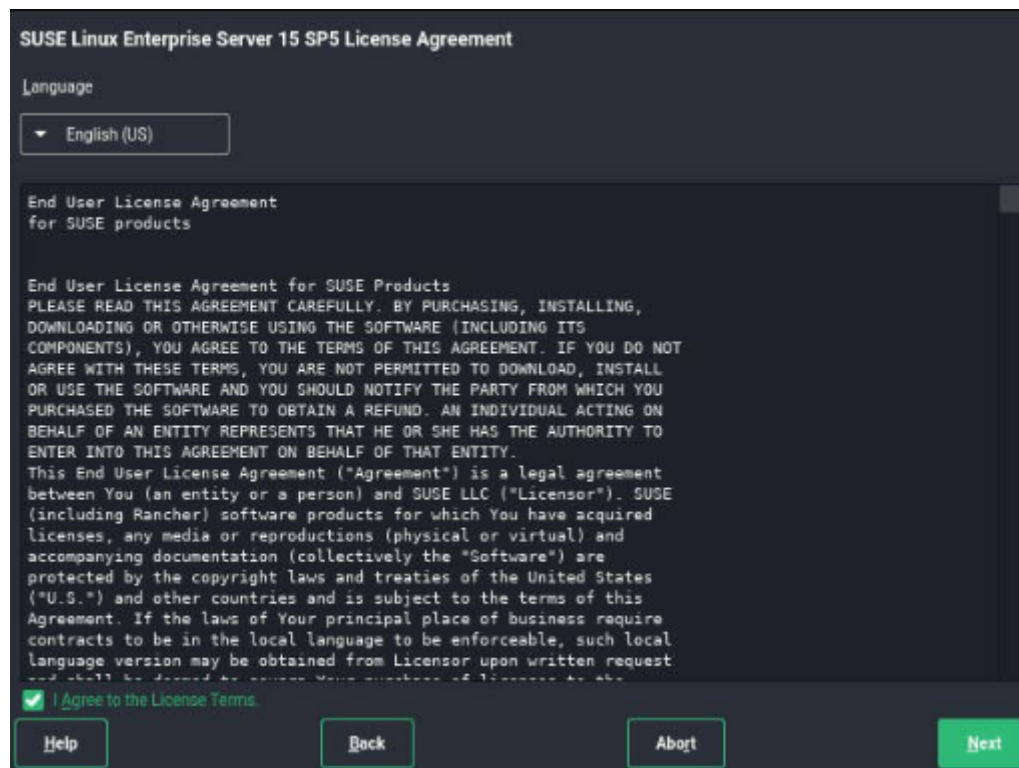 SUSE Linux Enterprise Server 15 SP5 License Agreement
Language
English (US)
End User License Agreement
for SUSE products
End User License Agreement for SUSE Products
PLEASE READ THIS AGREEMENT CAREFULLY. BY PURCHASING, INSTALLING,
DOWNLOADING OR OTHERWISE USING THE SOFTWARE (INCLUDING ITS
COMPONENTS), YOU AGREE TO THE TERMS OF THIS AGREEMENT. IF YOU DO NOT
AGREE WITH THESE TERMS, YOU ARE NOT PERMITTED TO DOWNLOAD, INSTALL
OR USE THE SOFTWARE AND YOU SHOULD NOTIFY THE PARTY FROM WHICH YOU
PURCHASED THE SOFTWARE TO OBTAIN A REFUND. AN INDIVIDUAL ACTING ON
BEHALF OF AN ENTITY REPRESENTS THAT HE OR SHE HAS THE AUTHORITY TO
ENTER INTO THIS AGREEMENT ON BEHALF OF THAT ENTITY.
This End User License Agreement ("Agreement") is a legal agreement
between You (an entity or a person) and SUSE LLC ("Licensor"). SUSE
(including Rancher) software products for which You have acquired
licenses, any media or reproductions (physical or virtual) and
accompanying documentation (collectively the "Software") are
protected by the copyright laws and treaties of the United States
("U.S.") and other countries and is subject to the terms of this
Agreement. If the laws of Your principal place of business require
contracts to be in the local language to be enforceable, such local
language version may be obtained from Licensor upon written request
I Agree to the License Terms.
Help Back Abort Next